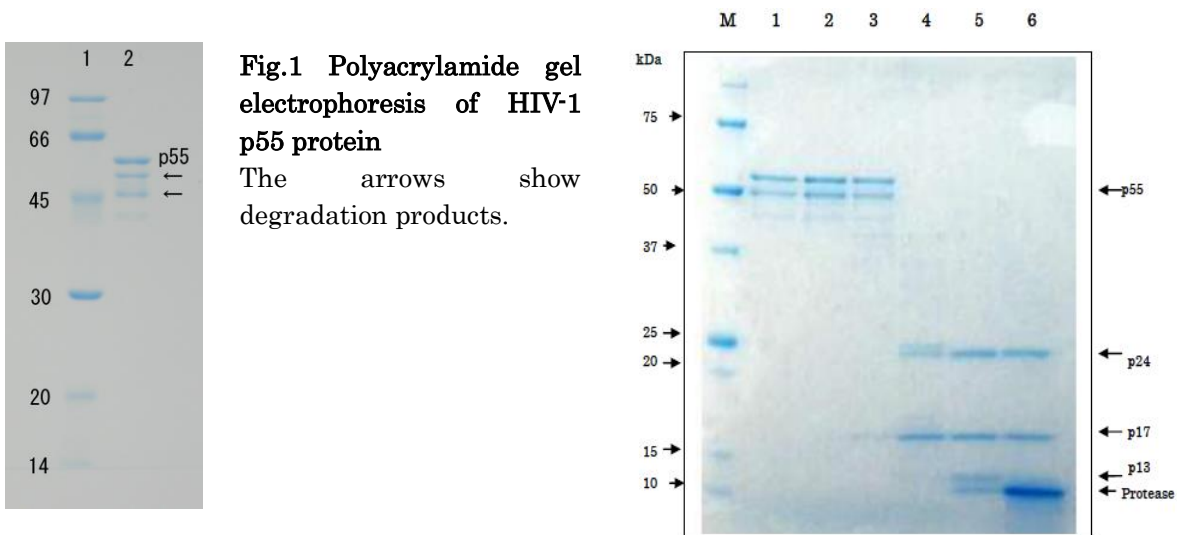 1 2
97
66
45
30
20
14
p55
←
←
Fig.1 Polyacrylamide gel
electrophoresis of HIV-1
p55 protein
The arrows show
degradation products.
M 1 2 3 4 5 6
kDa
75
50
37
25
20
15
10
p55
p24
p17
p13
Protease